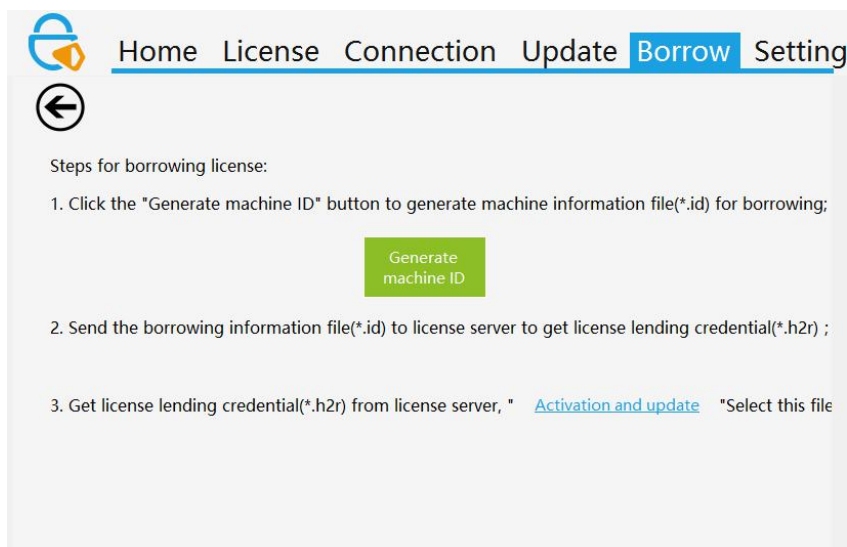 Home License Connection Update Borrow Setting
Steps for borrowing license:
1. Click the "Generate machine ID" button to generate machine information file(*.id) for borrowing;
Generate
machine ID
2. Send the borrowing information file(*.id) to license server to get license lending credential(*.h2r) ;
3. Get license lending credential(*.h2r) from license server, " Activation and update "Select this file